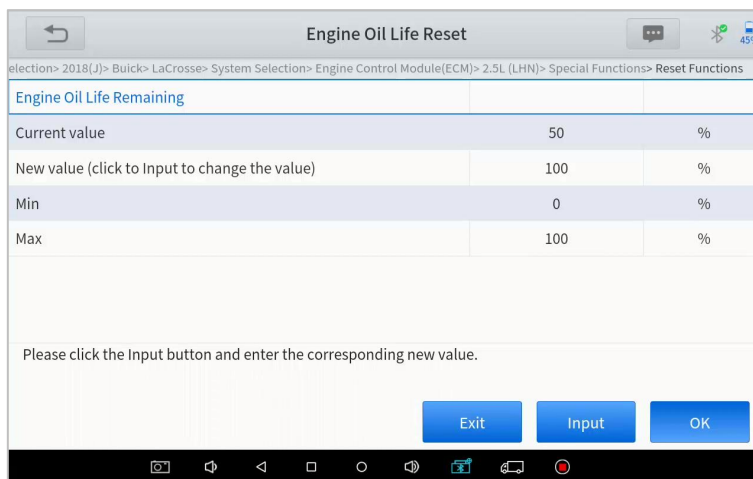 Engine Oil Life Reset
45%
election> 2018(J)> Buick> LaCrosse> System Selection> Engine Control Module(ECM)> 2.5L (LHN)> Special Functions> Reset Functions
Engine Oil Life Remaining
Current value 50 %
New value (click to Input to change the value) 100 %
Min 0 %
Max 100 %
Please click the Input button and enter the corresponding new value.
Exit Input OK